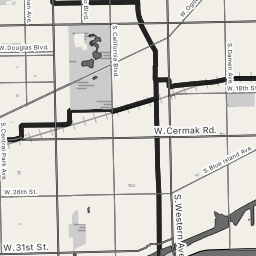 W. Og
W. Douglas Blvd.
S. California Blvd.
S. Damen Ave.
W. 18th St.
S. Central Park Ave.
W. Cermak Rd.
S. Blue Island Ave.
W. 26th St.
S. Western Ave.
W. 31st St.